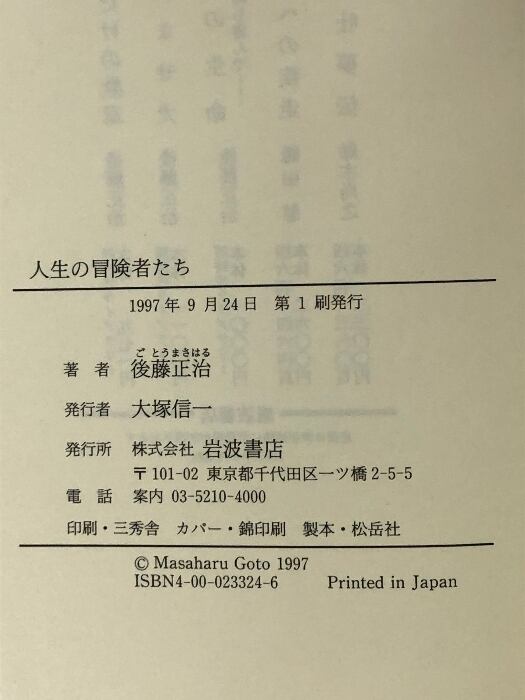 人生の冒険者たち
1997年9月24日 第1刷発行
ごとうまさはる
著者 後藤正治
発行者 大塚信一
発行所 株式会社 岩波書店
〒101-02 東京都千代田区一ツ橋2-5-5
電話 案内 03-5210-4000
印刷・三秀舎 カバー・錦印刷 製本・松岳社
© Masaharu Goto 1997
ISBN4-00-023324-6 Printed in Japan